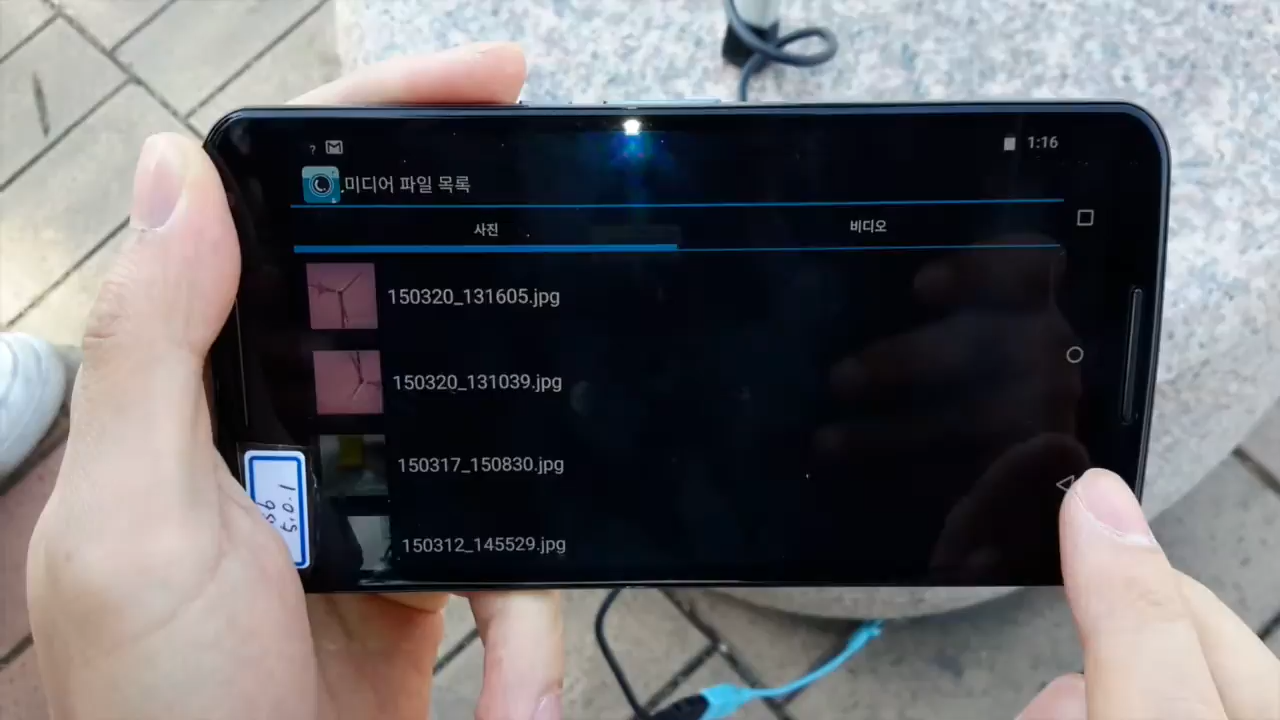 ? 1:16
미디어 파일 목록
사진 비디오
150320_131605.jpg
150320_131039.jpg
150317_150830.jpg
150312_145529.jpg
5.0.1